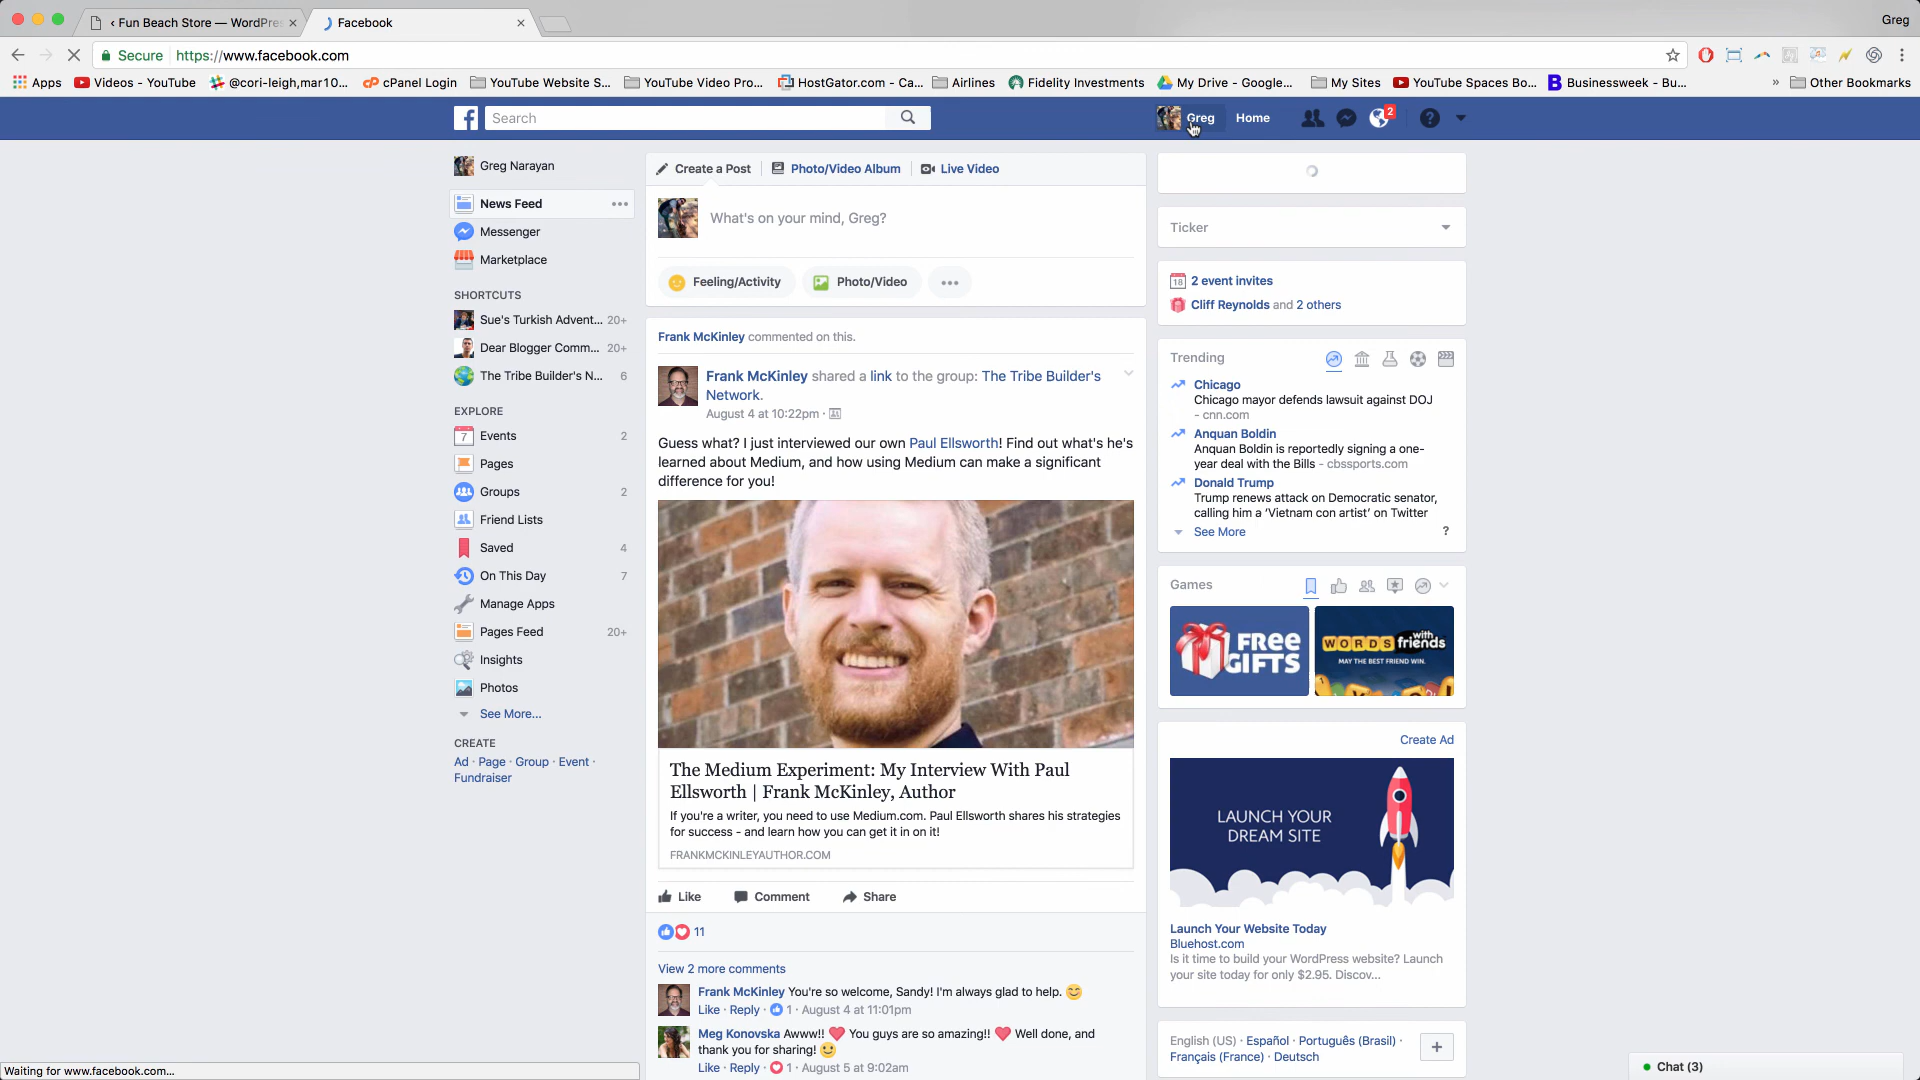 ‹ Fun Beach Store — WordPre
Facebook
Greg
Secure https://www.facebook.com
Apps
Videos - YouTube
@cori-leigh,mar10...
cPanel Login
YouTube Website S...
YouTube Video Pro...
HostGator.com - Ca...
Airlines
Fidelity Investments
My Drive - Google...
My Sites
YouTube Spaces Bo...
Businessweek - Bu...
»
Other Bookmarks
Search
Greg
Home
2
Greg Narayan
News Feed
Messenger
Marketplace
SHORTCUTS
Sue's Turkish Advent... 20+
Dear Blogger Comm... 20+
The Tribe Builder's N... 6
EXPLORE
7 Events 2
Pages
Groups 2
Friend Lists
Saved 4
On This Day 7
Manage Apps
Pages Feed 20+
Insights
Photos
See More...
CREATE
Ad · Page · Group · Event ·
Fundraiser
Create a Post
Photo/Video Album
Live Video
What's on your mind, Greg?
Feeling/Activity
Photo/Video
Frank McKinley commented on this.
Frank McKinley shared a link to the group: The Tribe Builder's
Network.
August 4 at 10:22pm ·
Guess what? I just interviewed our own Paul Ellsworth! Find out what's he's
learned about Medium, and how using Medium can make a significant
difference for you!
The Medium Experiment: My Interview With Paul
Ellsworth | Frank McKinley, Author
If you're a writer, you need to use Medium.com. Paul Ellsworth shares his strategies
for success - and learn how you can get it in on it!
FRANKMCKINLEYAUTHOR.COM
Like
Comment
Share
11
View 2 more comments
Frank McKinley You're so welcome, Sandy! I'm always glad to help. 😊
Like · Reply · 1 · August 4 at 11:01pm
Meg Konovska Awww!! ❤ You guys are so amazing!! ❤ Well done, and
thank you for sharing! 🙂
Like · Reply · 1 · August 5 at 9:02am
Ticker
18 2 event invites
Cliff Reynolds and 2 others
Trending
Chicago
Chicago mayor defends lawsuit against DOJ
- cnn.com
Anquan Boldin
Anquan Boldin is reportedly signing a one-
year deal with the Bills - cbssports.com
Donald Trump
Trump renews attack on Democratic senator,
calling him a ‘Vietnam con artist’ on Twitter
See More
?
Games
FREE
GIFTS
WORDS with friends
MAY THE BEST FRIEND WIN.
Create Ad
LAUNCH YOUR
DREAM SITE
Launch Your Website Today
Bluehost.com
Is it time to build your WordPress website? Launch
your site today for only $2.95. Discov...
English (US) · Español · Português (Brasil) ·
Français (France) · Deutsch
+
Waiting for www.facebook.com...
Chat (3)